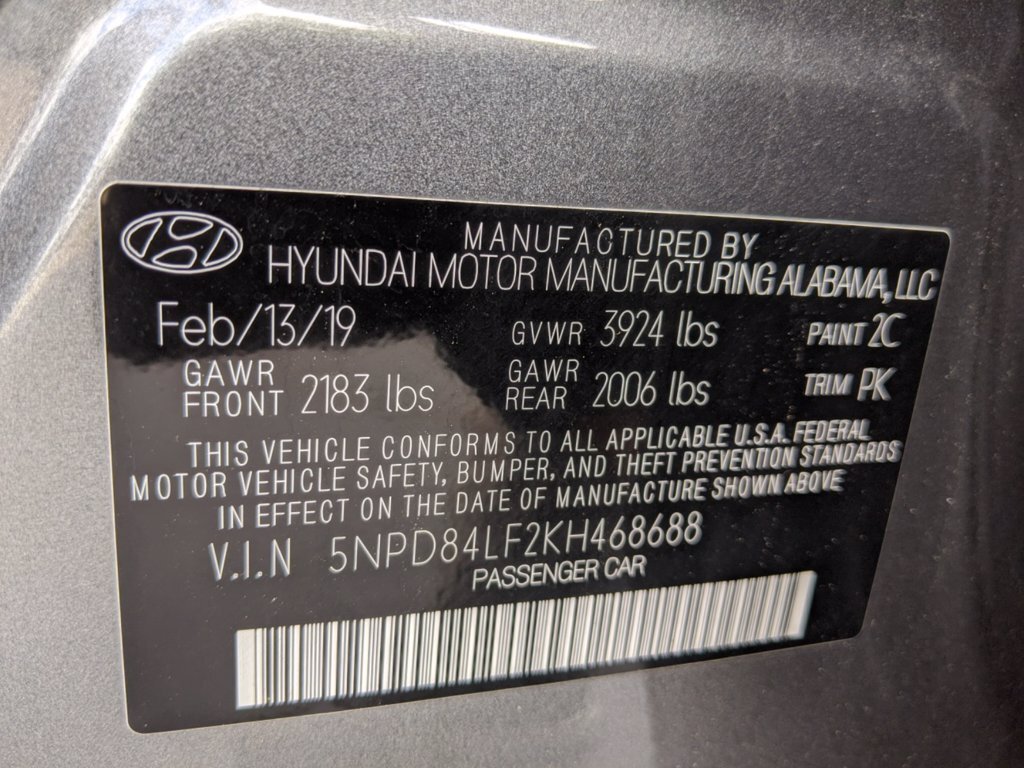 MANUFACTURED BY
HYUNDAI MOTOR MANUFACTURING ALABAMA, LLC
Feb/13/19 GVWR 3924 lbs PAINT 2C
GAWR FRONT 2183 lbs GAWR REAR 2006 lbs TRIM PK
THIS VEHICLE CONFORMS TO ALL APPLICABLE U.S.A. FEDERAL
MOTOR VEHICLE SAFETY, BUMPER, AND THEFT PREVENTION STANDARDS
IN EFFECT ON THE DATE OF MANUFACTURE SHOWN ABOVE
V.I.N 5NPD84LF2KH468688
PASSENGER CAR